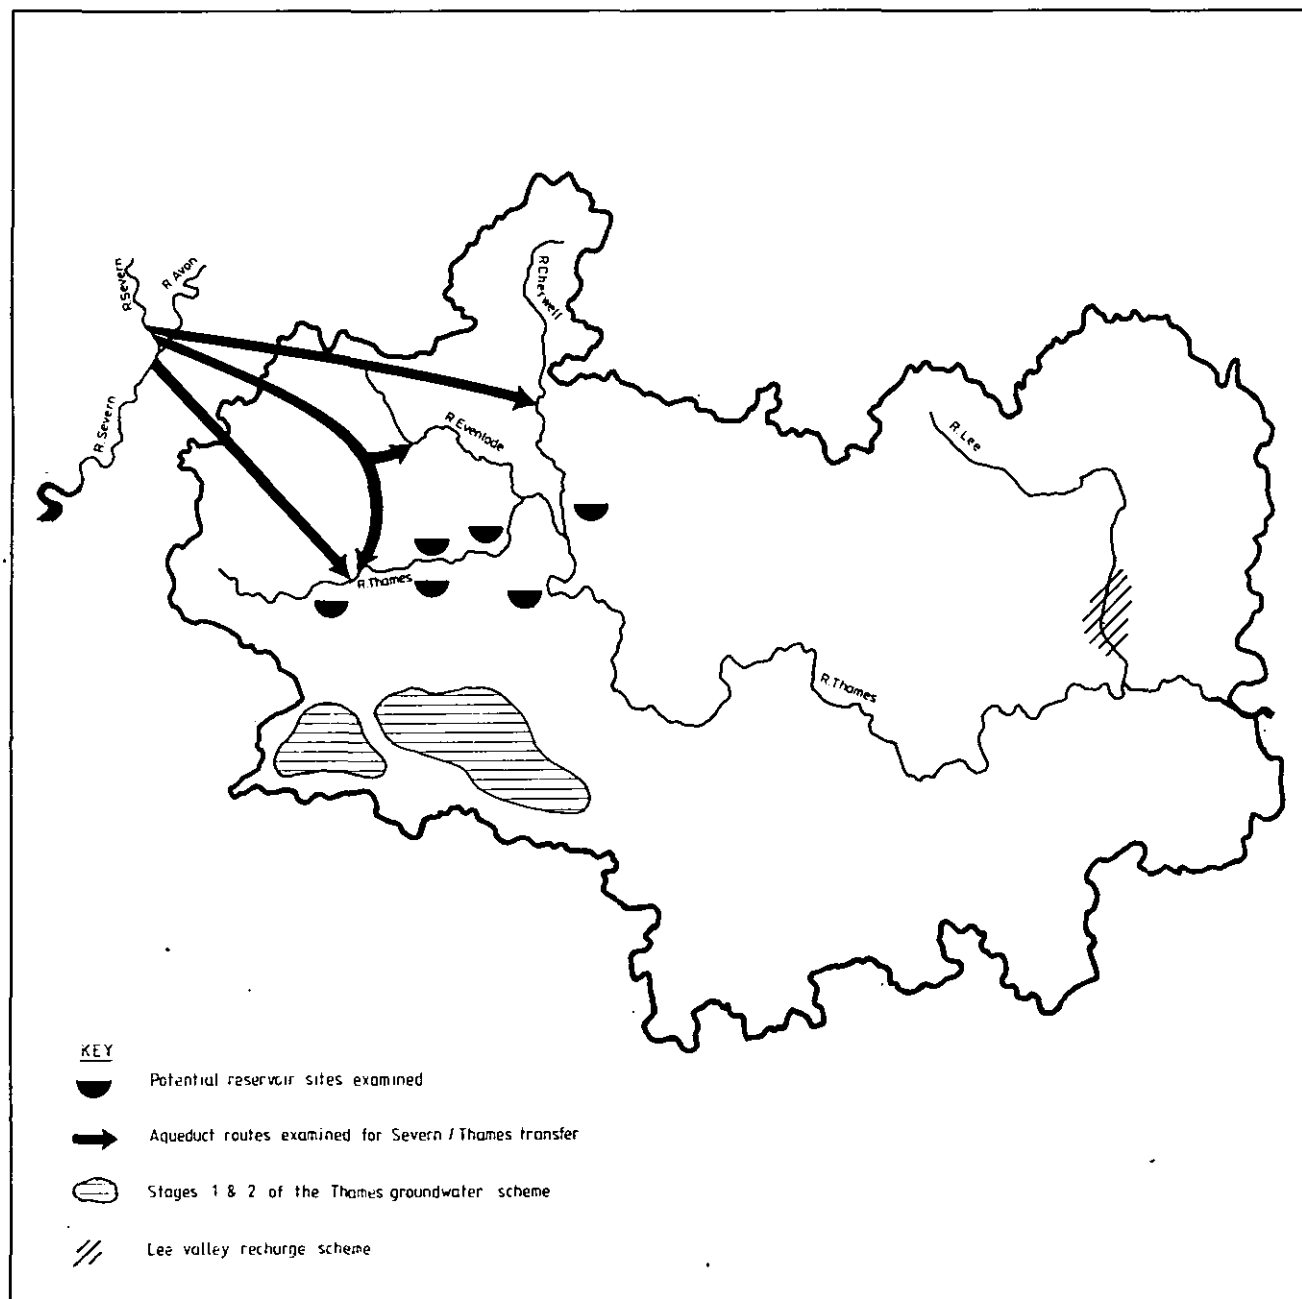 R.Severn
R Avon
R.Cherwell
R. Severn
R Evenlode
R. Lee
R.Thames
R.Thames
KEY
Potential reservoir sites examined
Aqueduct routes examined for Severn / Thames transfer
Stages 1 & 2 of the Thames groundwater scheme
Lee valley recharge scheme